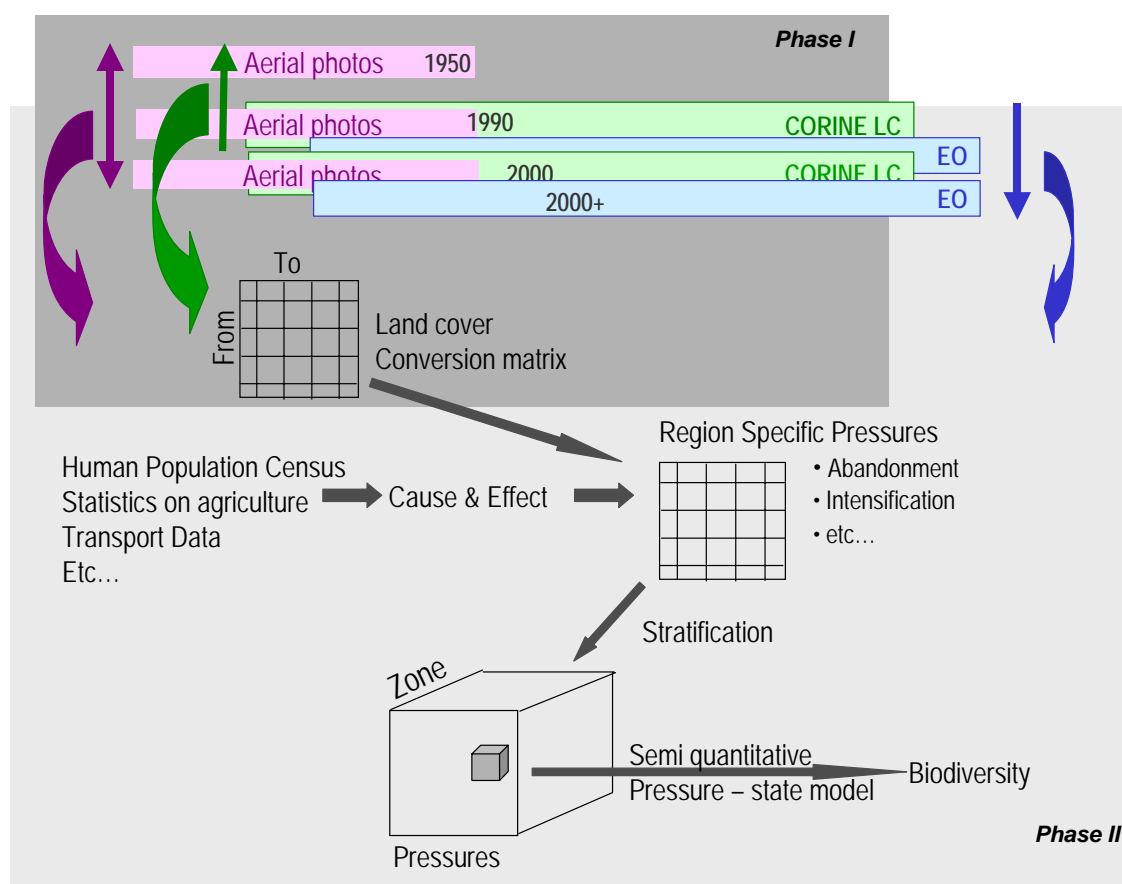 Phase I
Aerial photos 1950
Aerial photos 1990 CORINE LC
EO
Aerial photos 2000 CORINE LC
2000+ EO
To
From
Land cover
Conversion matrix
Region Specific Pressures
• Abandonment
• Intensification
• etc…
Human Population Census
Statistics on agriculture
Transport Data
Etc…
Cause & Effect
Stratification
Zone
Semi quantitative
Pressure – state model
Biodiversity
Pressures
Phase II